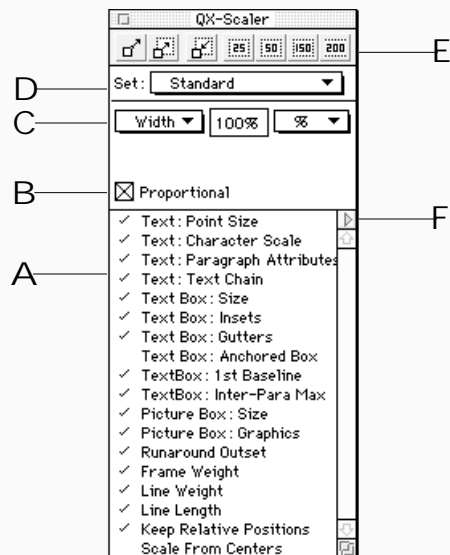 QX-Scaler
25 50 150 200
E
D
Set: Standard
C
Width 100% %
B
Proportional
F
A
Text: Point Size
Text: Character Scale
Text: Paragraph Attributes
Text: Text Chain
Text Box: Size
Text Box: Insets
Text Box: Gutters
Text Box: Anchored Box
TextBox: 1st Baseline
TextBox: Inter-Para Max
Picture Box: Size
Picture Box: Graphics
Runaround Outset
Frame Weight
Line Weight
Line Length
Keep Relative Positions
Scale From Centers